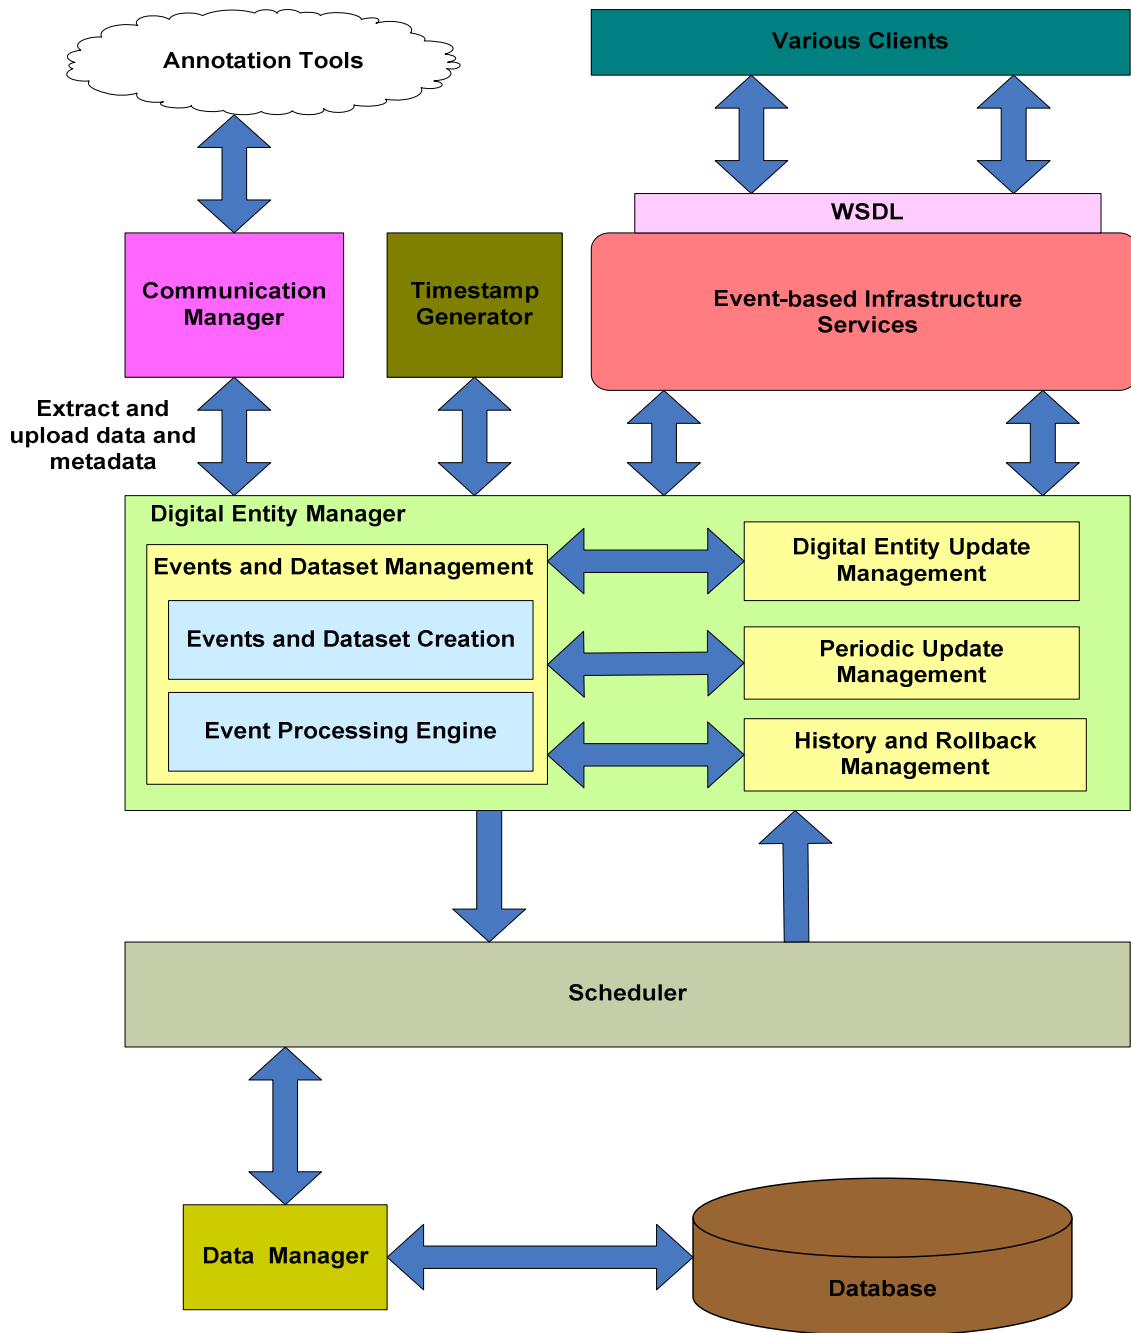 Annotation Tools
Various Clients
WSDL
Communication
Manager
Timestamp
Generator
Event-based Infrastructure
Services
Extract and
upload data and
metadata
Digital Entity Manager
Events and Dataset Management
Events and Dataset Creation
Event Processing Engine
Digital Entity Update
Management
Periodic Update
Management
History and Rollback
Management
Scheduler
Data Manager
Database